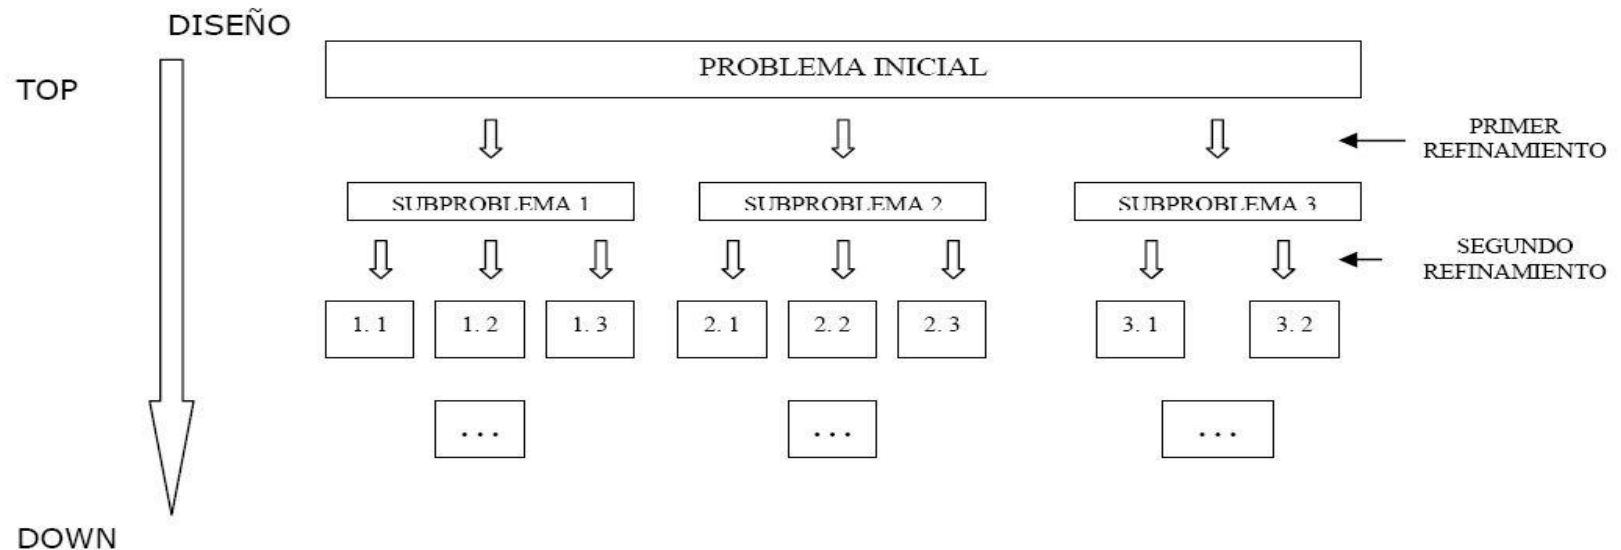 DISEÑO
TOP
PROBLEMA INICIAL
PRIMER
REFINAMIENTO
SUBPROBLEMA 1
SUBPROBLEMA 2
SUBPROBLEMA 3
SEGUNDO
REFINAMIENTO
1. 1
1. 2
1. 3
2. 1
2. 2
2. 3
3. 1
3. 2
...
...
...
DOWN